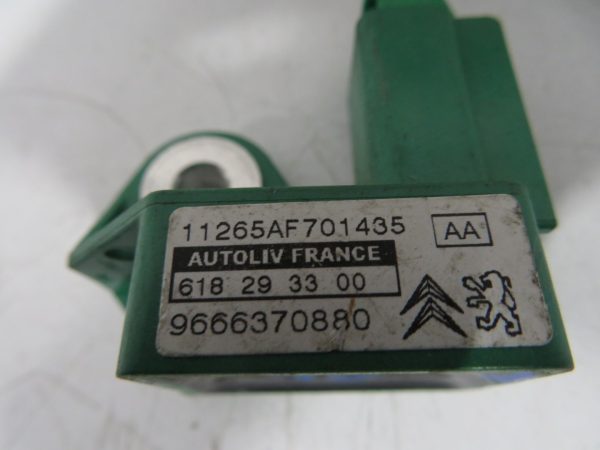 11265AF701435
AA
AUTOLIV FRANCE
618 29 33 00
9666370880